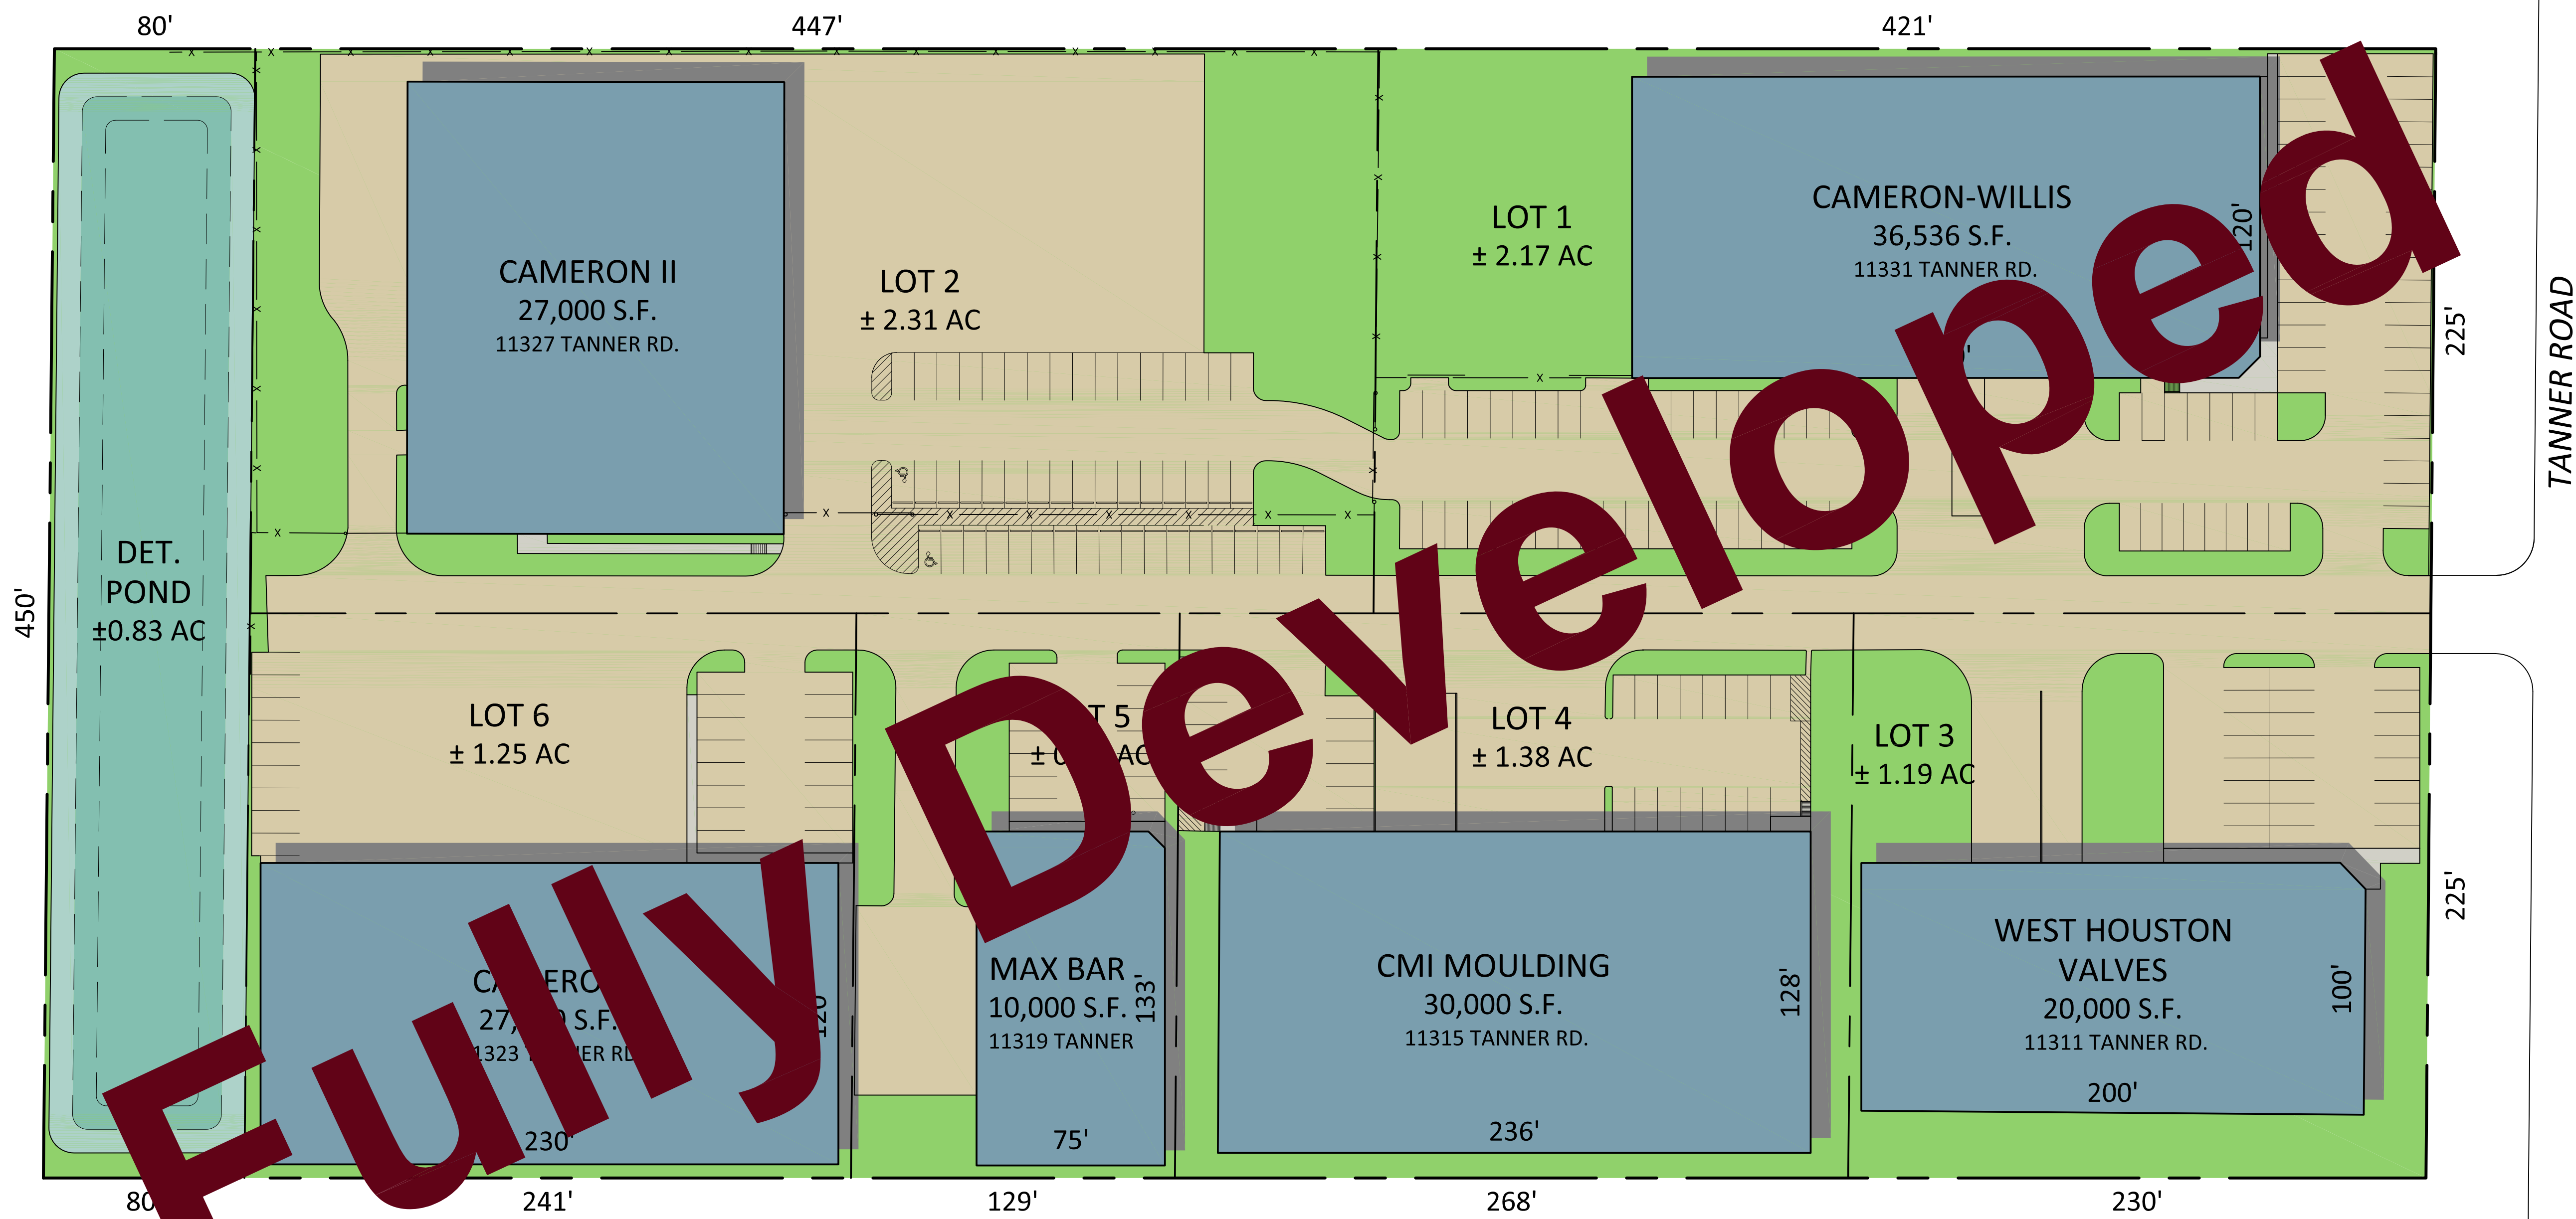 80'
447'
421'
CAMERON II
27,000 S.F.
11327 TANNER RD.
LOT 2
± 2.31 AC
LOT 1
± 2.17 AC
CAMERON-WILLIS
36,536 S.F.
11331 TANNER RD.
120'
225'
TANNER ROAD
DET.
POND
±0.83 AC
450'
LOT 6
± 1.25 AC
5
AC
LOT 4
± 1.38 AC
LOT 3
± 1.19 AC
225'
S.F.
230'
MAX BAR
10,000 S.F.
11319 TANNER
133'
75'
CMI MOULDING
30,000 S.F.
11315 TANNER RD.
128'
236'
WEST HOUSTON
VALVES
20,000 S.F.
11311 TANNER RD.
100'
200'
80
241'
129'
268'
230'
Fully Developed